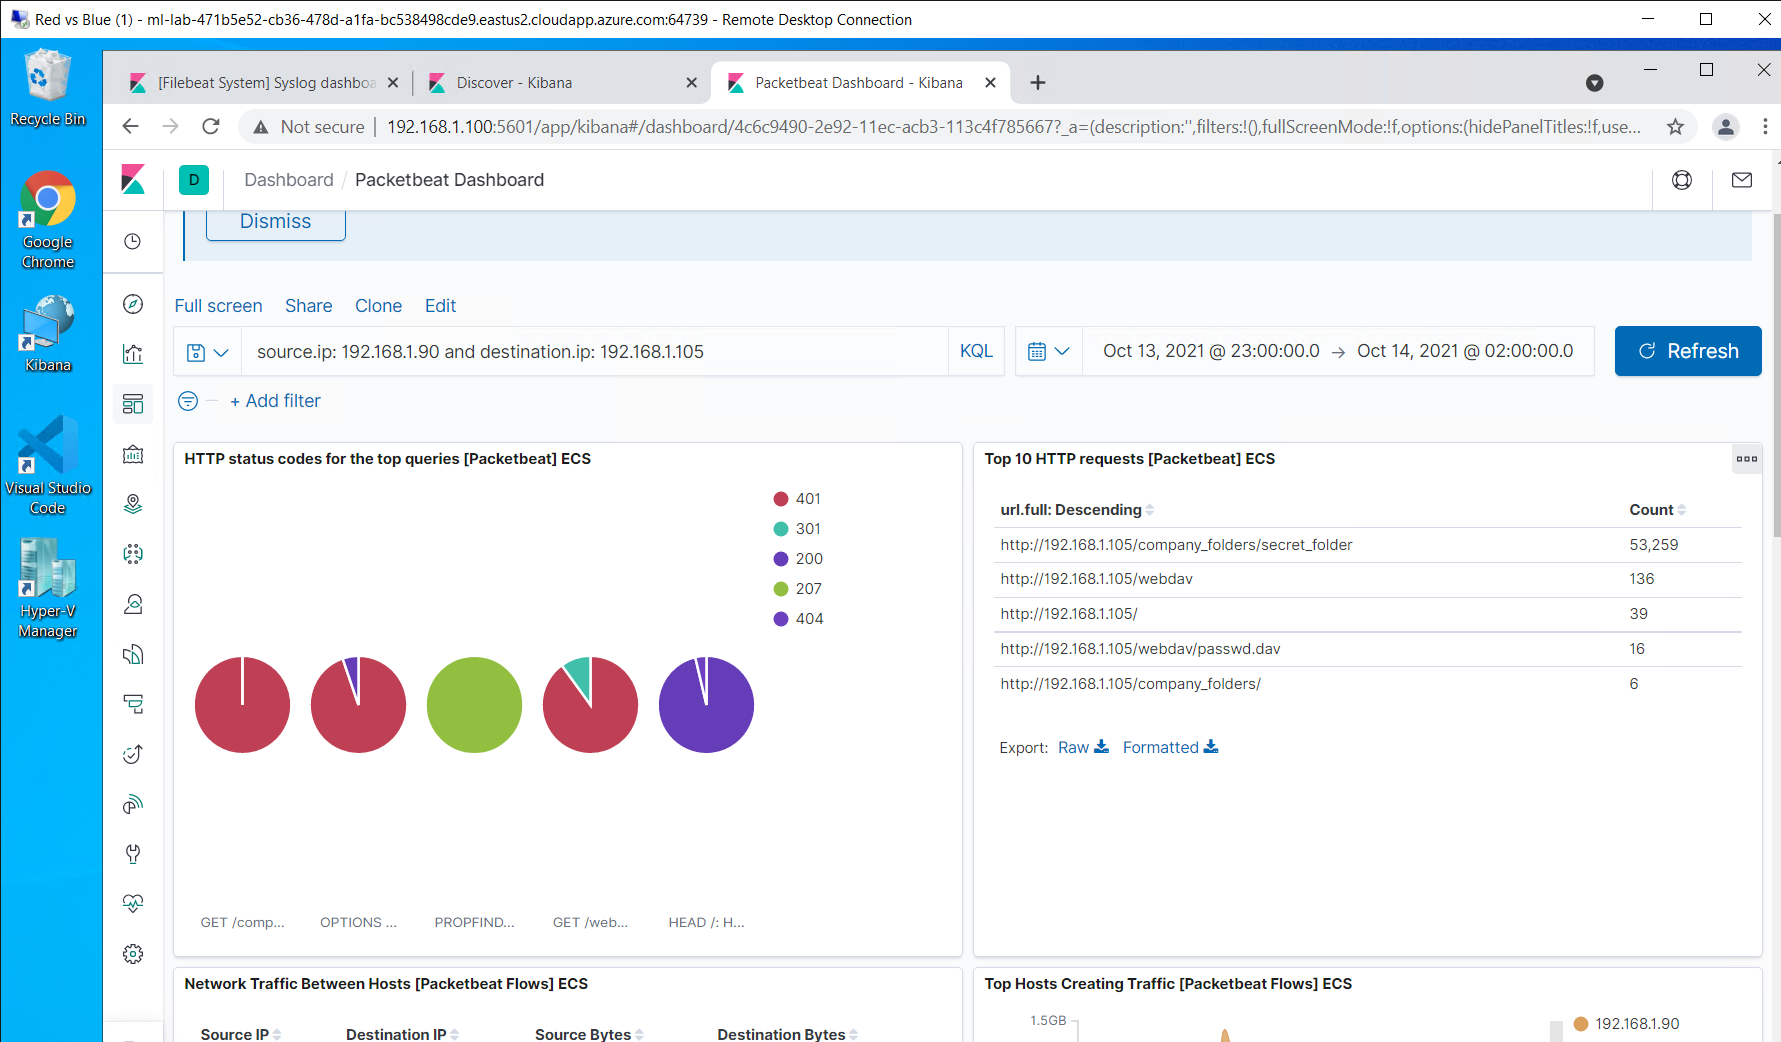 Red vs Blue (1) - ml-lab-471b5e52-cb36-478d-a1fa-bc538498cde9.eastus2.cloudapp.azure.com:64739 - Remote Desktop Connection
Recycle Bin
Google
Chrome
Kibana
Visual Studio
Code
Hyper-V
Manager
[Filebeat System] Syslog dashboa
Discover - Kibana
Packetbeat Dashboard - Kibana
Not secure
192.168.1.100:5601/app/kibana#/dashboard/4c6c9490-2e92-11ec-acb3-113c4f785667?_a=(description:'',filters:!(),fullScreenMode:!f,options:(hidePanelTitles:!f,use...
D
Dashboard / Packetbeat Dashboard
Dismiss
Full screen Share Clone Edit
source.ip: 192.168.1.90 and destination.ip: 192.168.1.105
KQL
Oct 13, 2021 @ 23:00:00.0 → Oct 14, 2021 @ 02:00:00.0
Refresh
+ Add filter
HTTP status codes for the top queries [Packetbeat] ECS
401
301
200
207
404
GET /comp... OPTIONS ... PROPFIND... GET /web... HEAD /: H...
Top 10 HTTP requests [Packetbeat] ECS
url.full: Descending Count
http://192.168.1.105/company_folders/secret_folder 53,259
http://192.168.1.105/webdav 136
http://192.168.1.105/ 39
http://192.168.1.105/webdav/passwd.dav 16
http://192.168.1.105/company_folders/ 6
Export: Raw Formatted
Network Traffic Between Hosts [Packetbeat Flows] ECS
Source IP Destination IP Source Bytes Destination Bytes
Top Hosts Creating Traffic [Packetbeat Flows] ECS
1.5GB
192.168.1.90